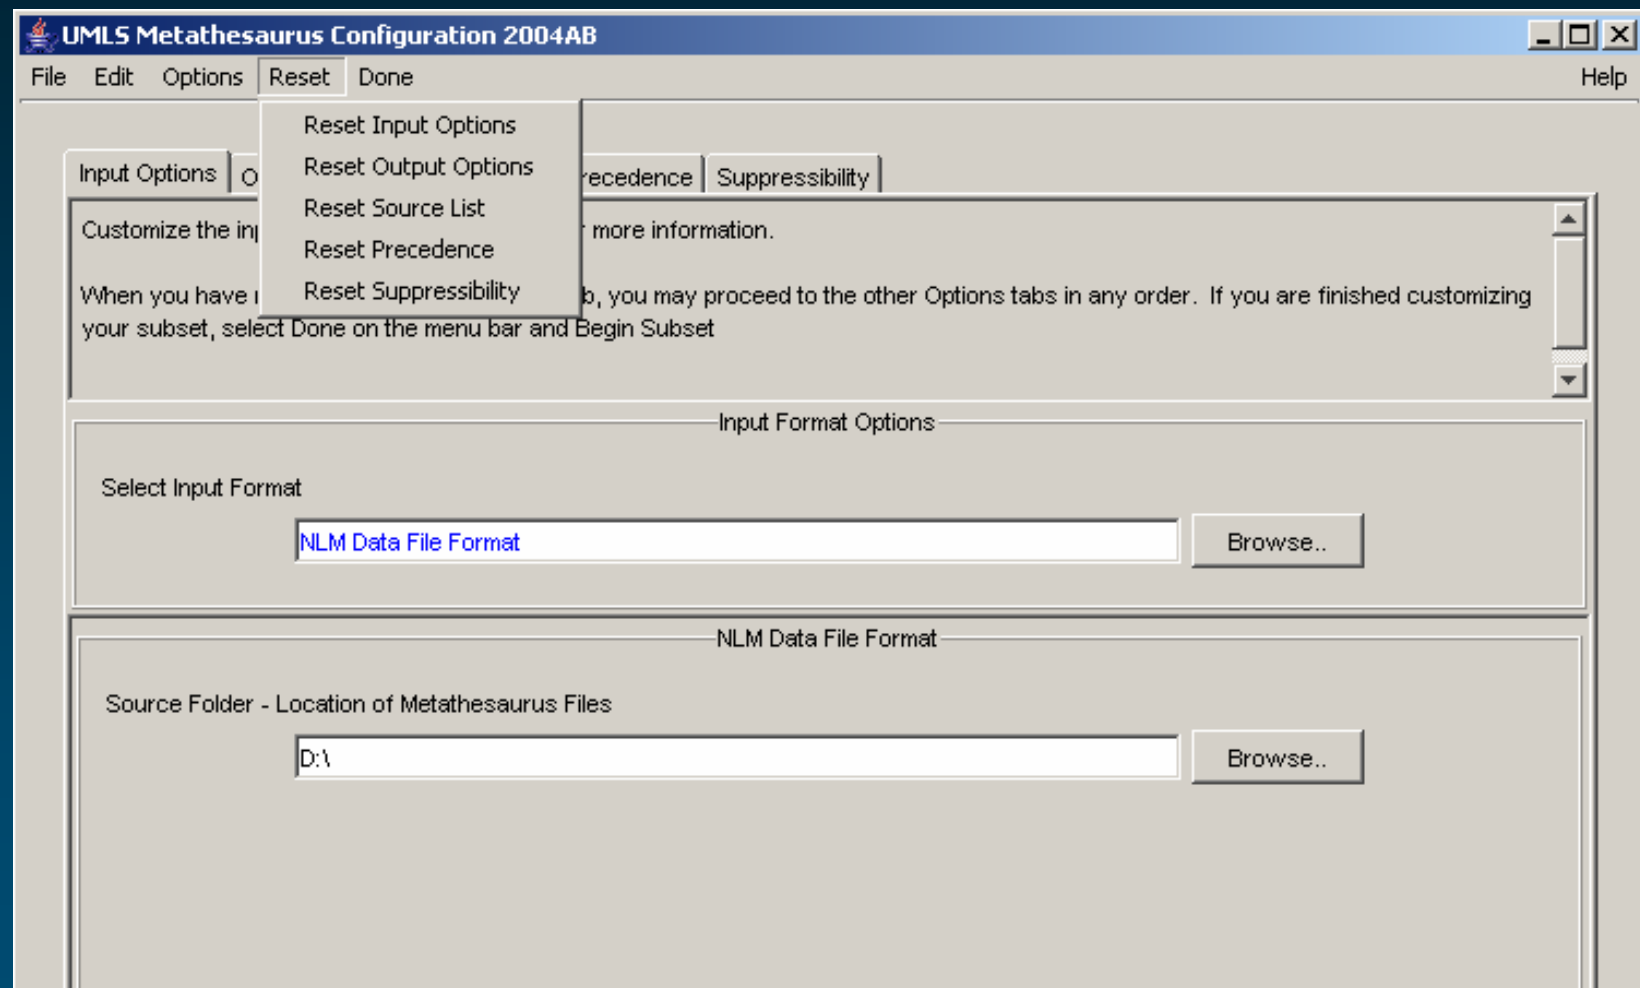 UMLS Metathesaurus Configuration 2004AB
File Edit Options Reset Done Help
Reset Input Options
Reset Output Options
Reset Source List
Reset Precedence
Reset Suppressibility
Input Options Suppressibility
Customize the more information.
When you have , you may proceed to the other Options tabs in any order. If you are finished customizing
your subset, select Done on the menu bar and Begin Subset
Input Format Options
Select Input Format
NLM Data File Format Browse..
NLM Data File Format
Source Folder - Location of Metathesaurus Files
D:\ Browse..